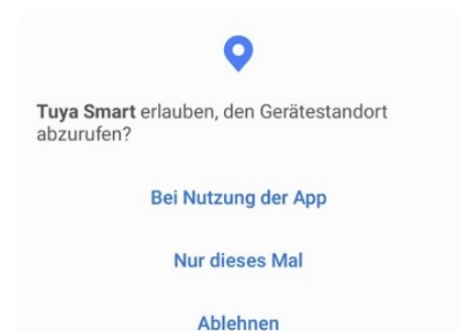 Tuya Smart erlauben, den Gerätestandort
abzurufen?
Bei Nutzung der App
Nur dieses Mal
Ablehnen